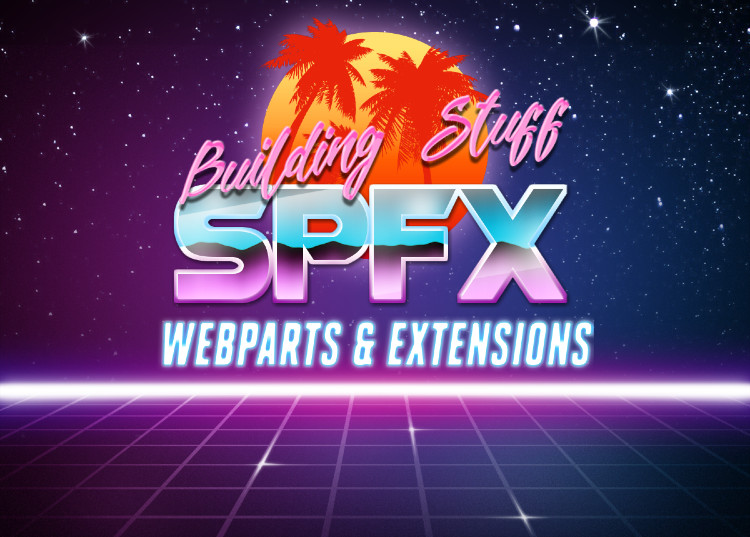 Building Stuff
SPFX
WEBPARTS & EXTENSIONS